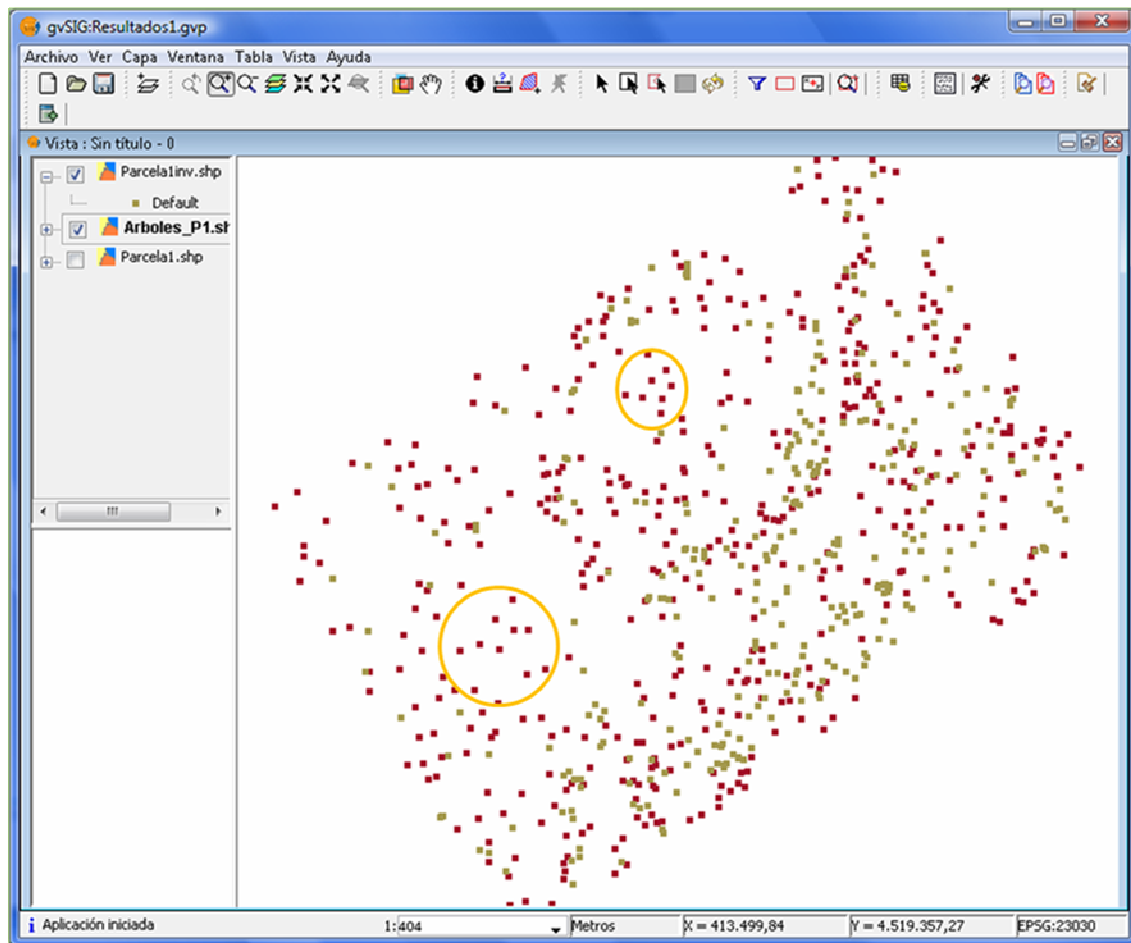 gvSIG:Resultados1.gvp
Archivo Ver Capa Ventana Tabla Vista Ayuda
Vista : Sin título - 0
Parcela1inv.shp
Default
Arboles_P1.sh
Parcela1.shp
Aplicación iniciada 1:404 Metros X = 413.499,84 Y = 4.519.357,27 EPSG:23030